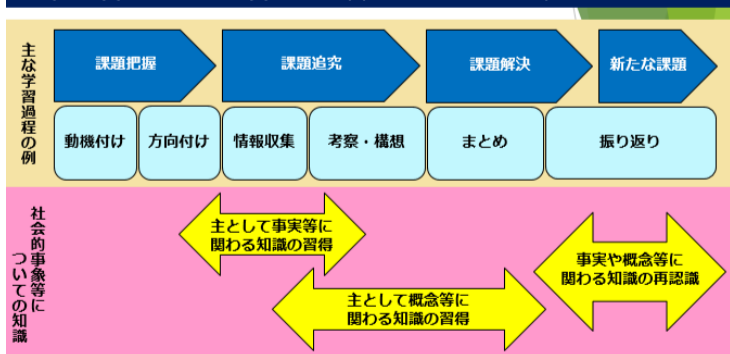 主な学習過程の例
課題把握
課題追究
課題解決
新たな課題
動機付け
方向付け
情報収集
考察・構想
まとめ
振り返り
社会的事象等に
ついての知識
主として事実等に
関わる知識の習得
主として概念等に
関わる知識の習得
事実や概念等に
関わる知識の再認識